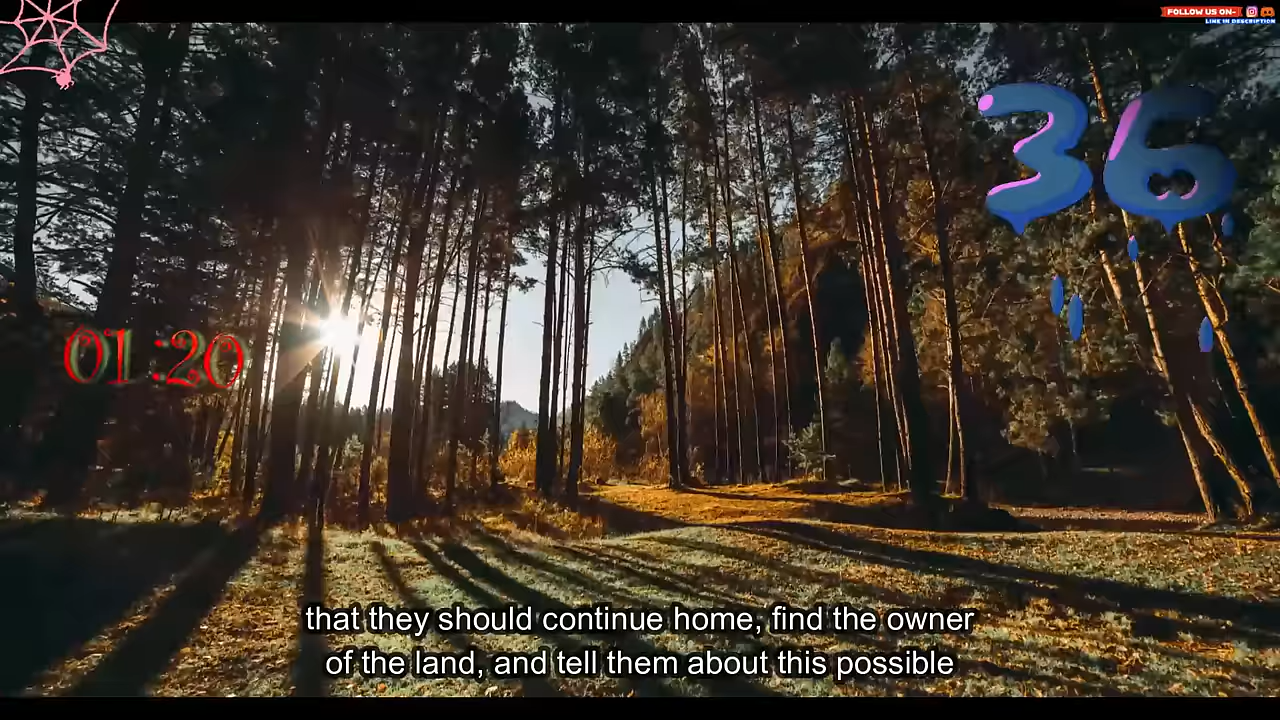 FOLLOW US ON-
LINK IN DESCRIPTION
36
01:20
that they should continue home, find the owner
of the land, and tell them about this possible